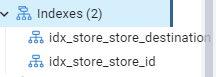 Indexes (2)
idx_store_store_destination
idx_store_store_id